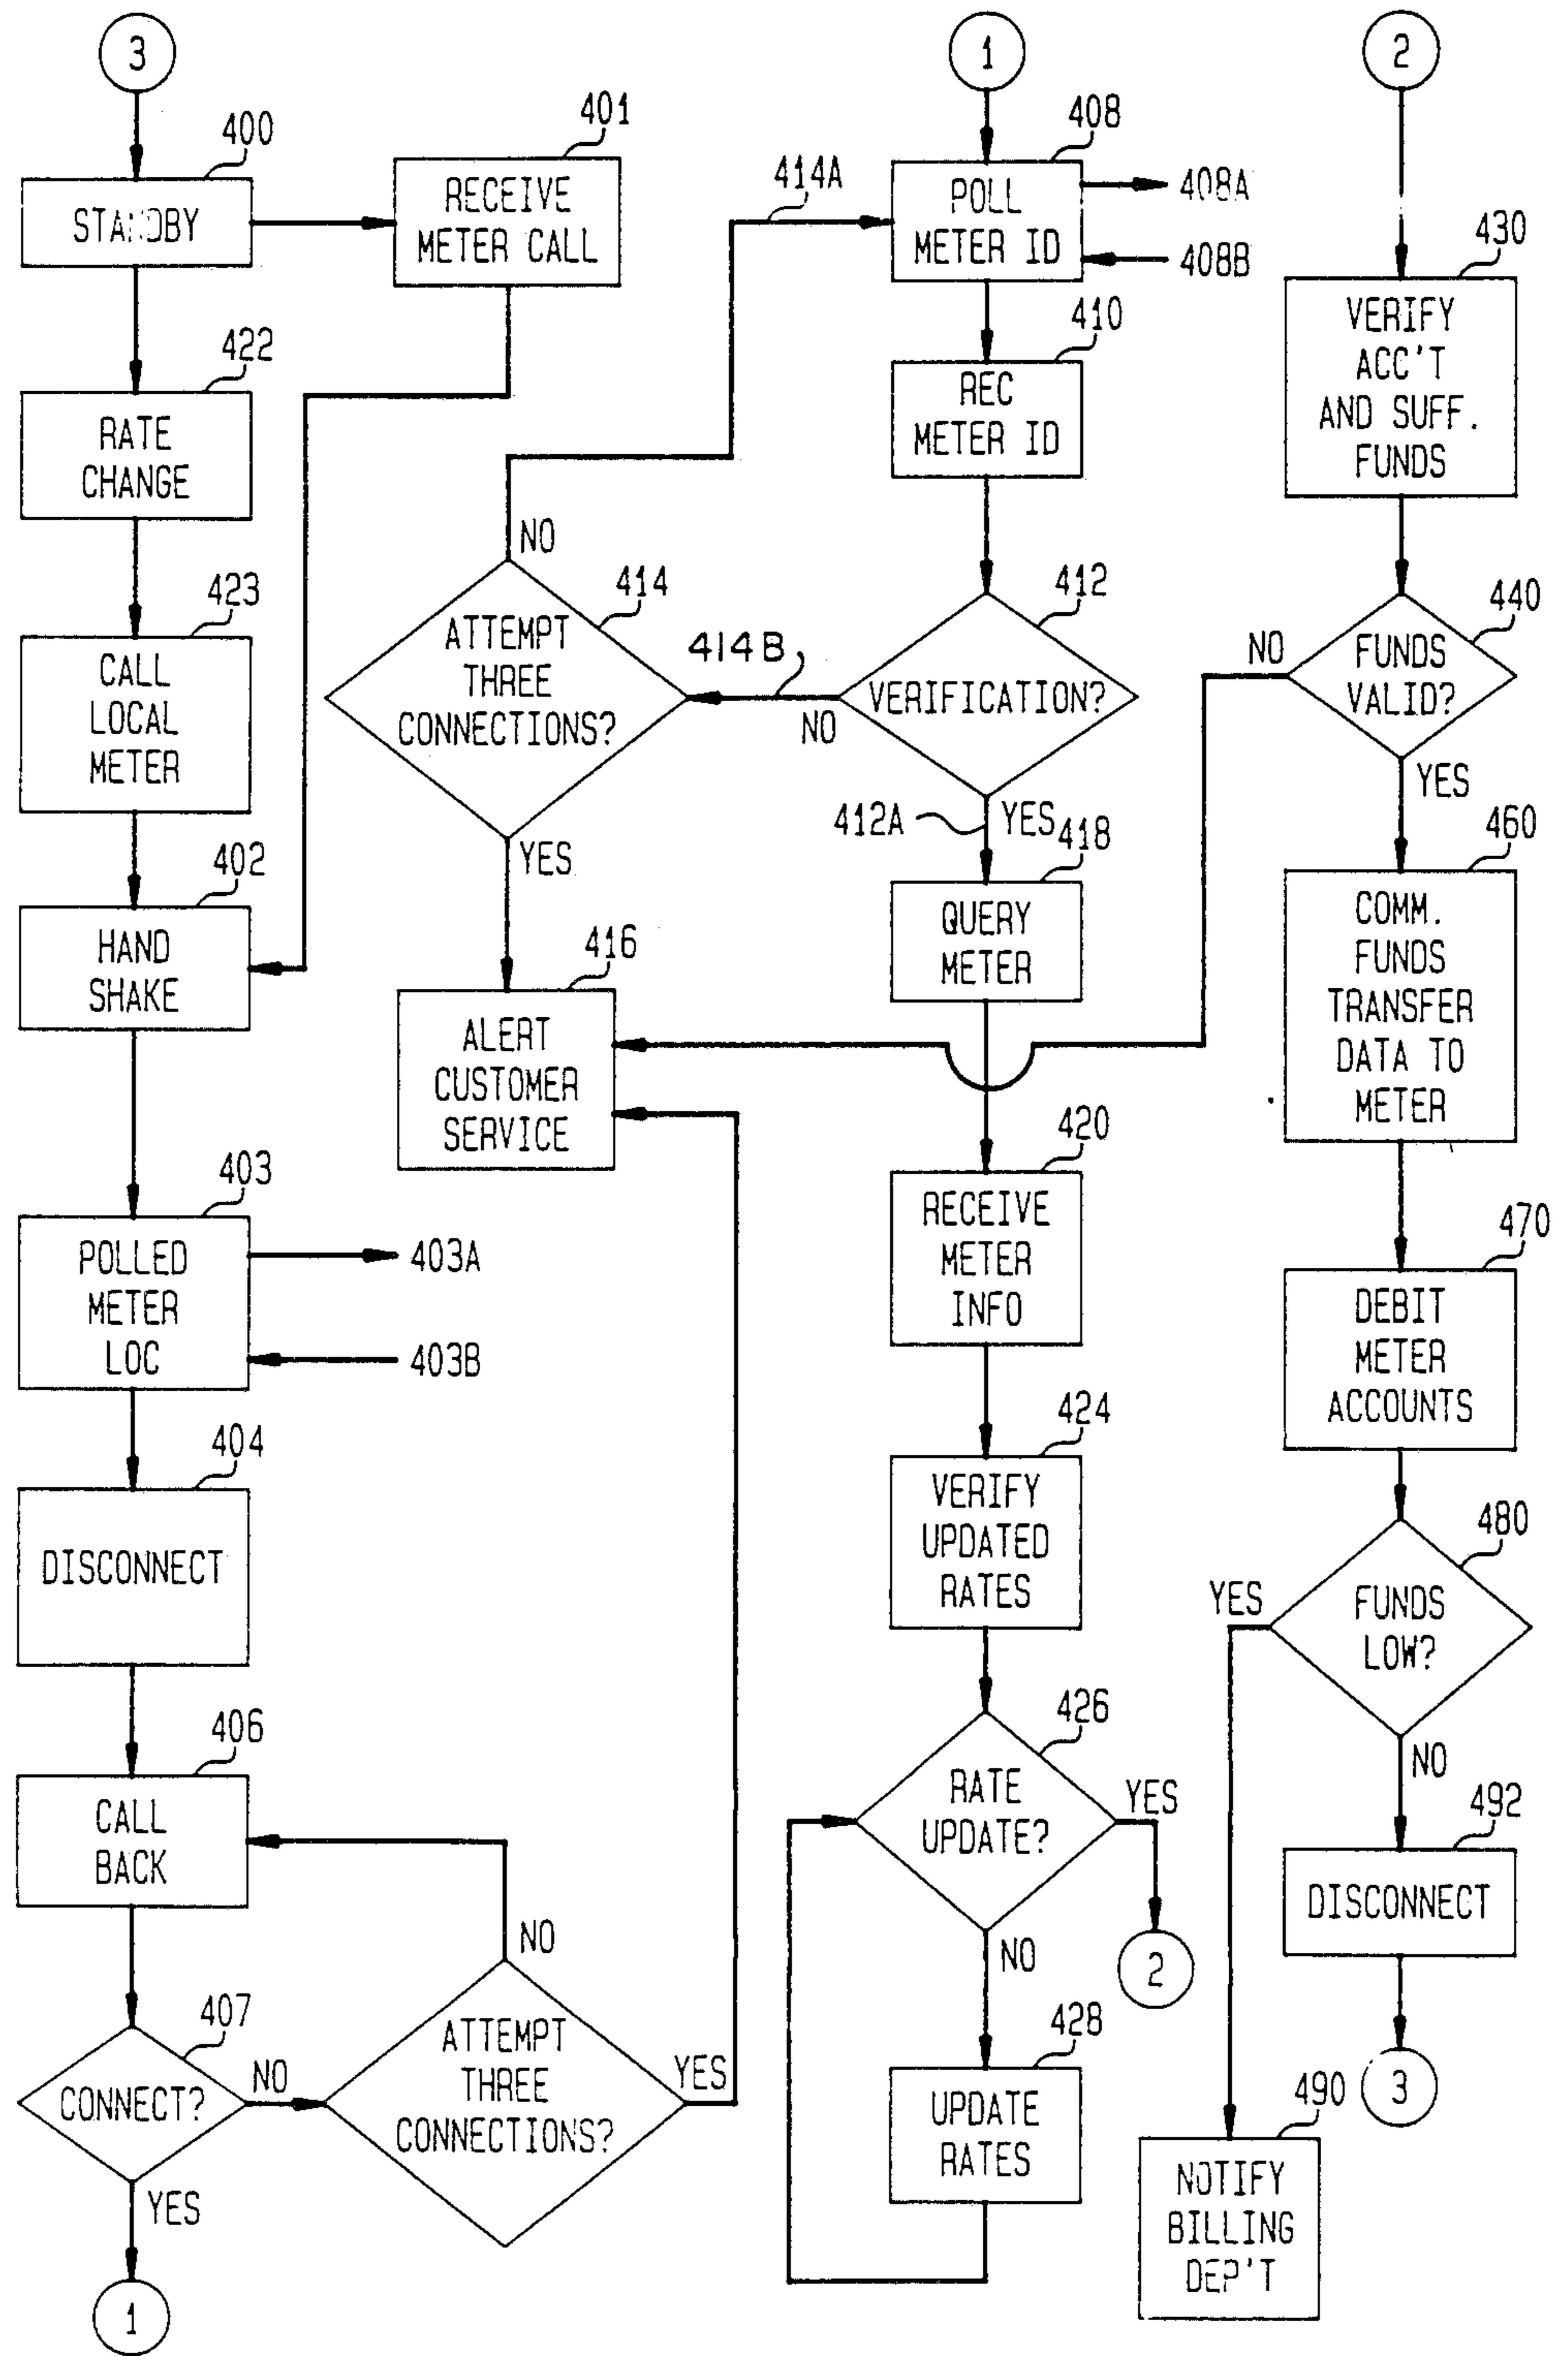 3
400
STANDBY
401
RECEIVE
METER CALL
422
RATE
CHANGE
423
CALL
LOCAL
METER
402
HAND
SHAKE
403
POLLED
METER
LOC
403A
403B
404
DISCONNECT
406
CALL
BACK
407
CONNECT?
NO
YES
1
ATTEMPT
THREE
CONNECTIONS?
NO
YES
414
ATTEMPT
THREE
CONNECTIONS?
NO
YES
414A
414B
416
ALERT
CUSTOMER
SERVICE
1
408
POLL
METER ID
408A
408B
410
REC
METER ID
412
VERIFICATION?
NO
412A
YES
418
QUERY
METER
420
RECEIVE
METER
INFO
424
VERIFY
UPDATED
RATES
426
RATE
UPDATE?
YES
2
NO
428
UPDATE
RATES
2
430
VERIFY
ACC'T
AND SUFF.
FUNDS
440
FUNDS
VALID?
NO
YES
460
COMM.
FUNDS
TRANSFER
DATA TO
METER
470
DEBIT
METER
ACCOUNTS
480
FUNDS
LOW?
YES
NO
492
DISCONNECT
3
490
NOTIFY
BILLING
DEP'T